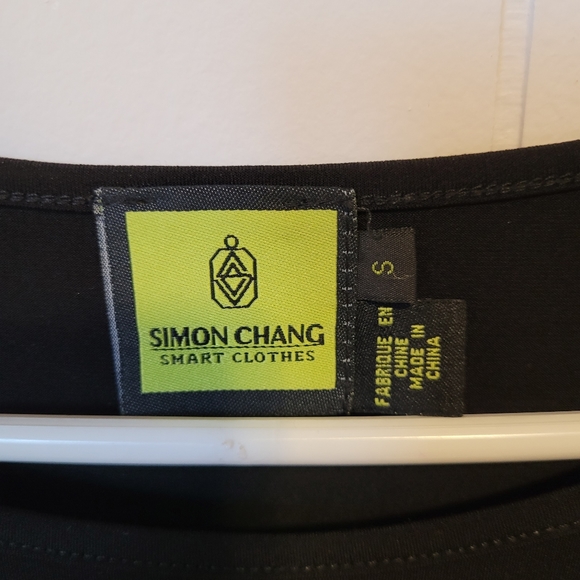 SIMON CHANG
SMART CLOTHES
S
FABRIQUE EN
CHINE
MADE IN
CHINA